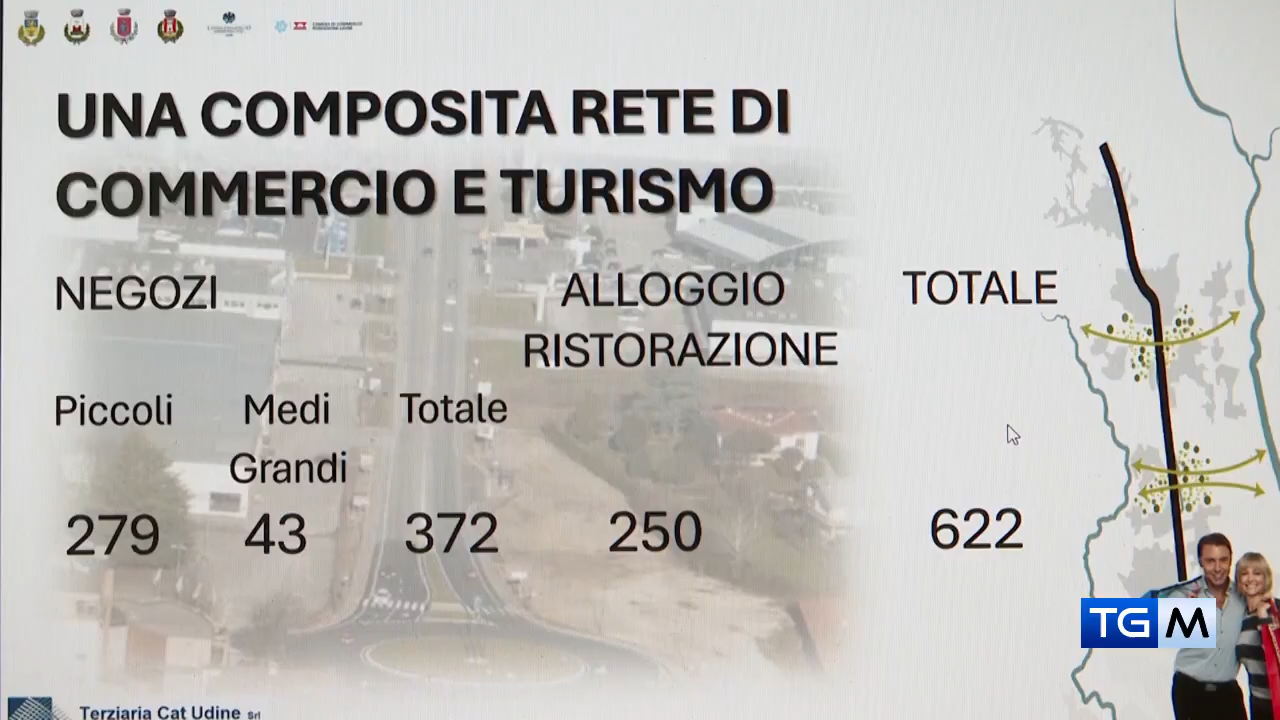 UNA COMPOSITA RETE DI
COMMERCIO E TURISMO
NEGOZI
ALLOGGIO
RISTORAZIONE
TOTALE
Piccoli
Medi
Grandi
Totale
279
43
372
250
622
TGM
Terziaria Cat Udine Srl